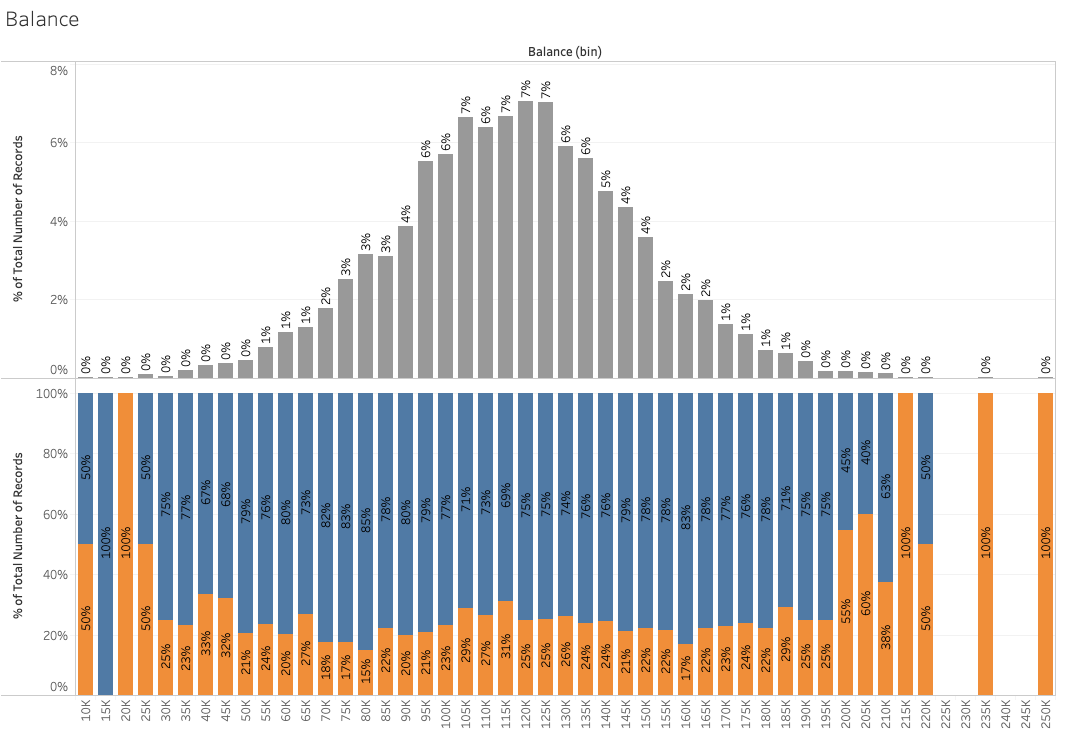 Balance
Balance (bin)
% of Total Number of Records
8%
6%
4%
2%
0%
0% 0% 0% 0% 0% 0% 0% 0% 0% 1% 1% 1% 2% 3% 3% 3% 4% 6% 6% 7% 6% 7% 7% 7% 6% 6% 5% 4% 4% 2% 2% 2% 1% 1% 1% 1% 0% 0% 0% 0% 0% 0% 0% 0% 0%
% of Total Number of Records
100%
80%
60%
40%
20%
0%
50% 100% 50% 75% 77% 67% 68% 79% 76% 80% 73% 82% 83% 85% 78% 80% 79% 77% 71% 73% 69% 75% 75% 74% 76% 76% 79% 78% 78% 83% 78% 77% 76% 78% 71% 75% 75% 45% 40% 63% 50%
50% 100% 50% 25% 23% 33% 32% 21% 24% 20% 27% 18% 17% 15% 22% 20% 21% 23% 29% 27% 31% 25% 25% 26% 24% 24% 21% 22% 22% 17% 22% 23% 24% 22% 29% 25% 25% 55% 60% 38% 100% 50% 100% 100%
10K 15K 20K 25K 30K 35K 40K 45K 50K 55K 60K 65K 70K 75K 80K 85K 90K 95K 100K 105K 110K 115K 120K 125K 130K 135K 140K 145K 150K 155K 160K 165K 170K 175K 180K 185K 190K 195K 200K 205K 210K 215K 220K 225K 230K 235K 240K 245K 250K